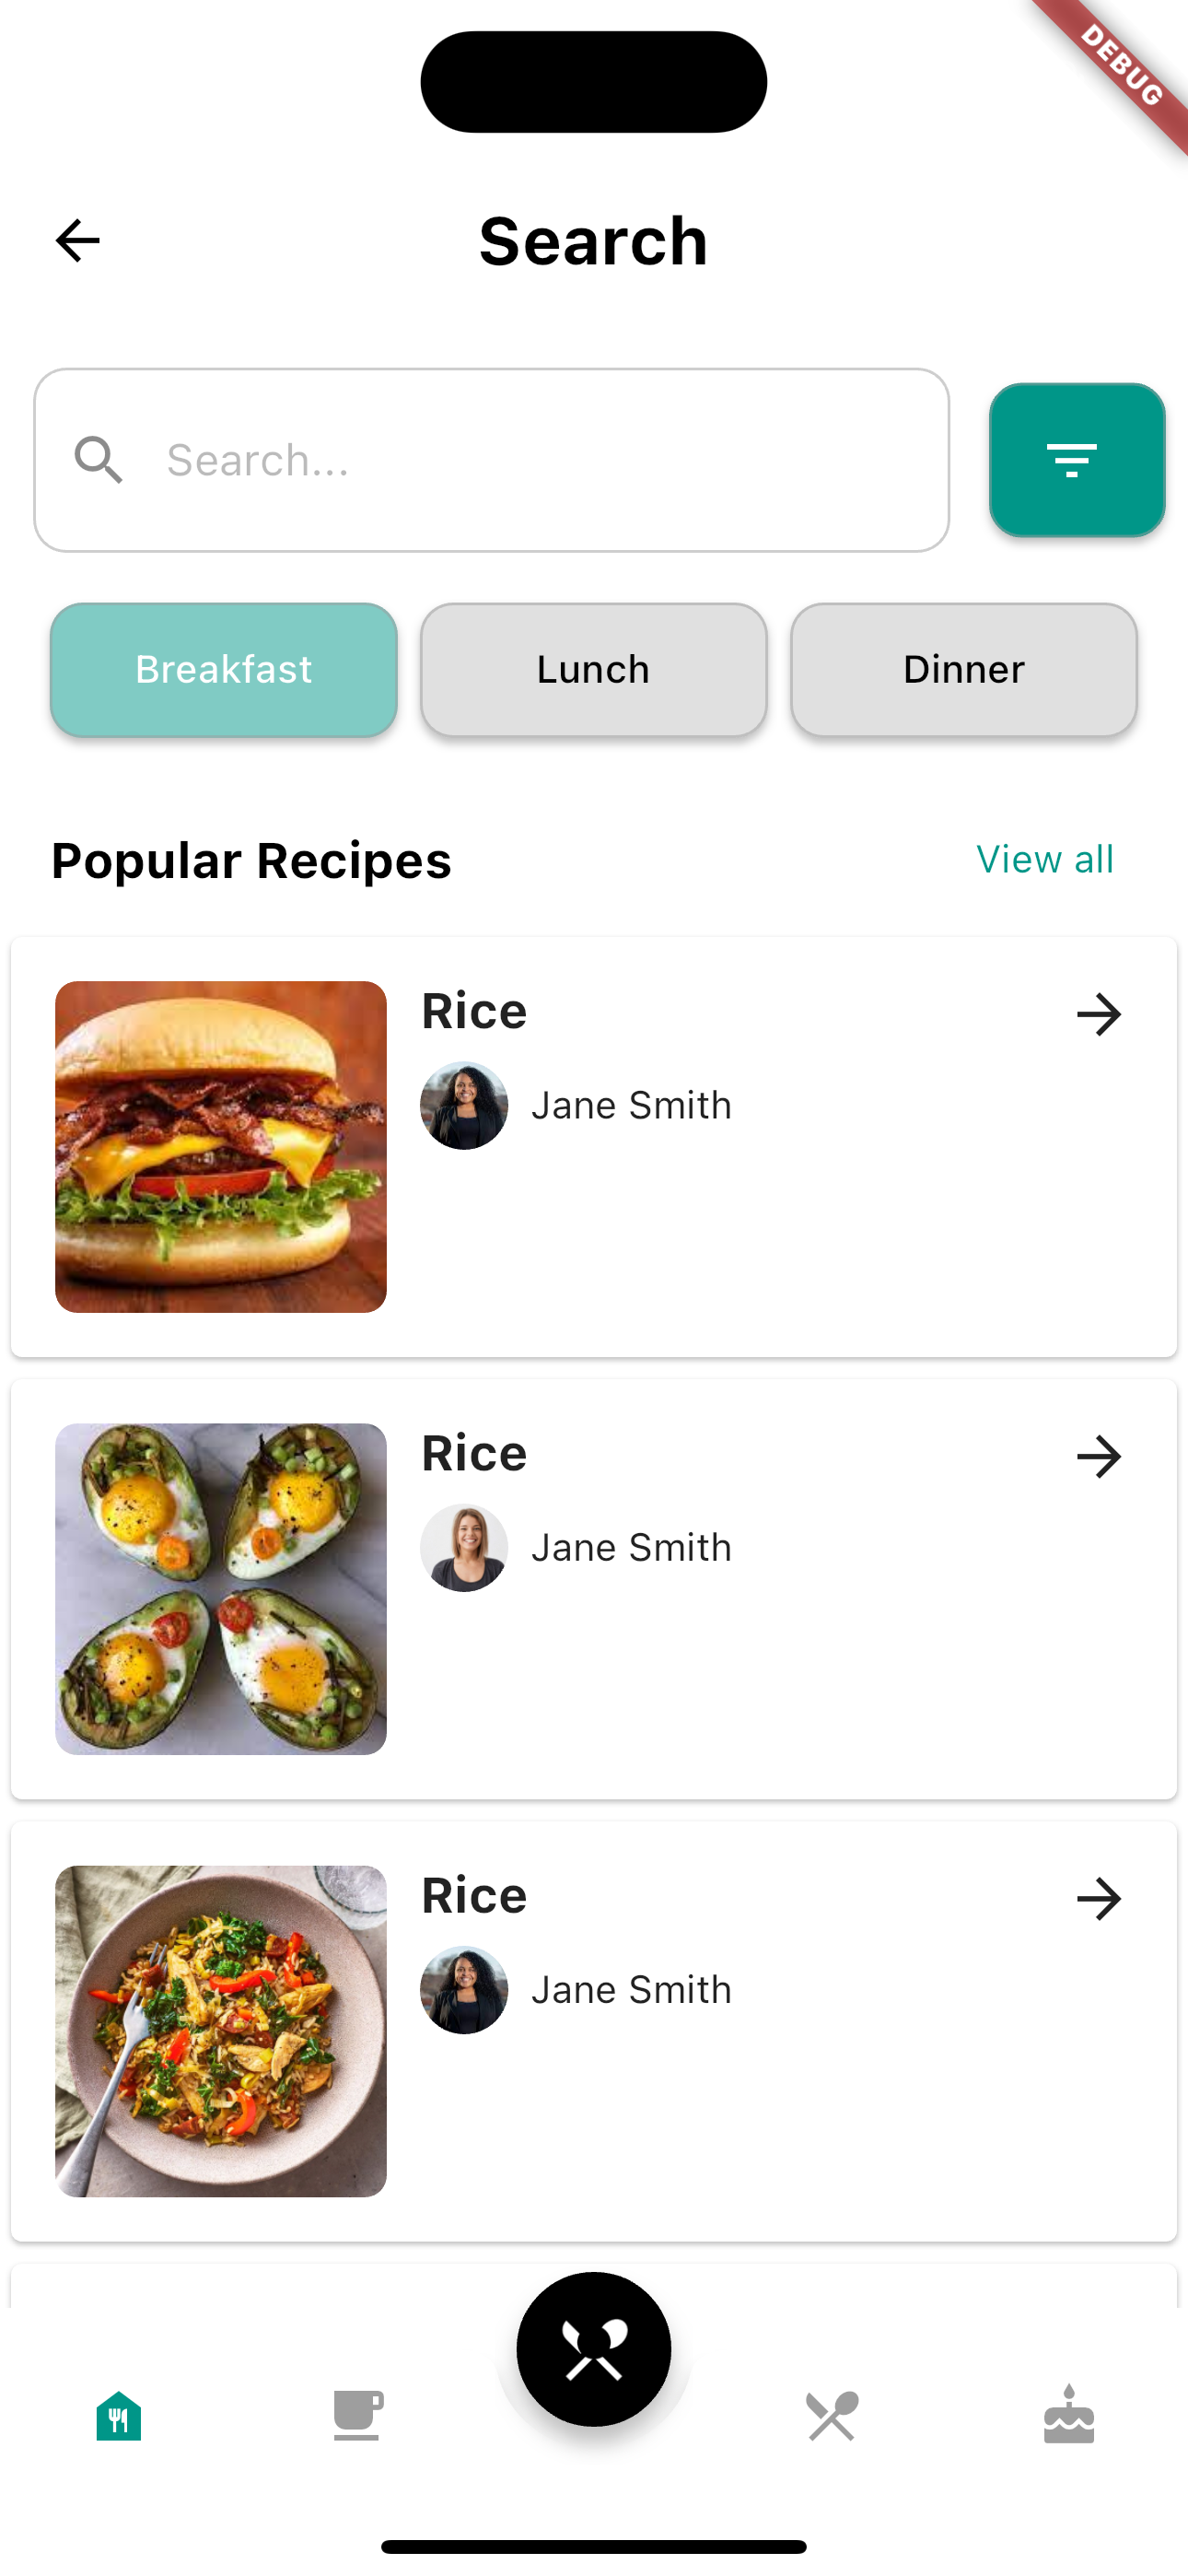 DEBUG
Search
Search...
Breakfast
Lunch
Dinner
Popular Recipes
View all
Rice
Jane Smith
Rice
Jane Smith
Rice
Jane Smith